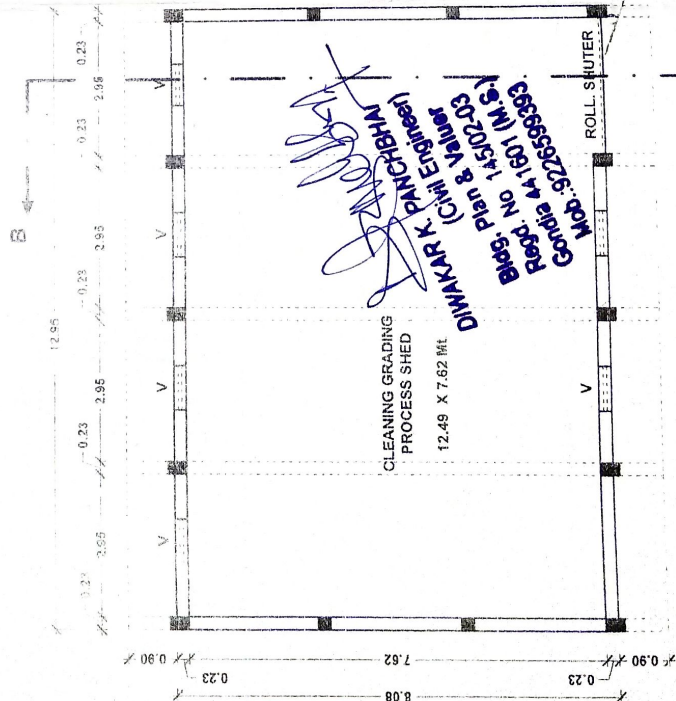 B
12.95
0.23
2.95
0.23
2.95
0.23
2.95
0.23
2.95
V
V
V
V
CLEANING GRADING
PROCESS SHED
12.49 X 7.62 Mt.
DIWAKAR K. PANCHBHAI
(Civil Engineer)
Bldg. Plan & Valuer
Regd. No. 145/02-03
Gondia 441601 (M.S.)
Mob.:9226599393
V
ROLL. SHUTER
0.90
0.23
7.62
0.23
0.90
8.08